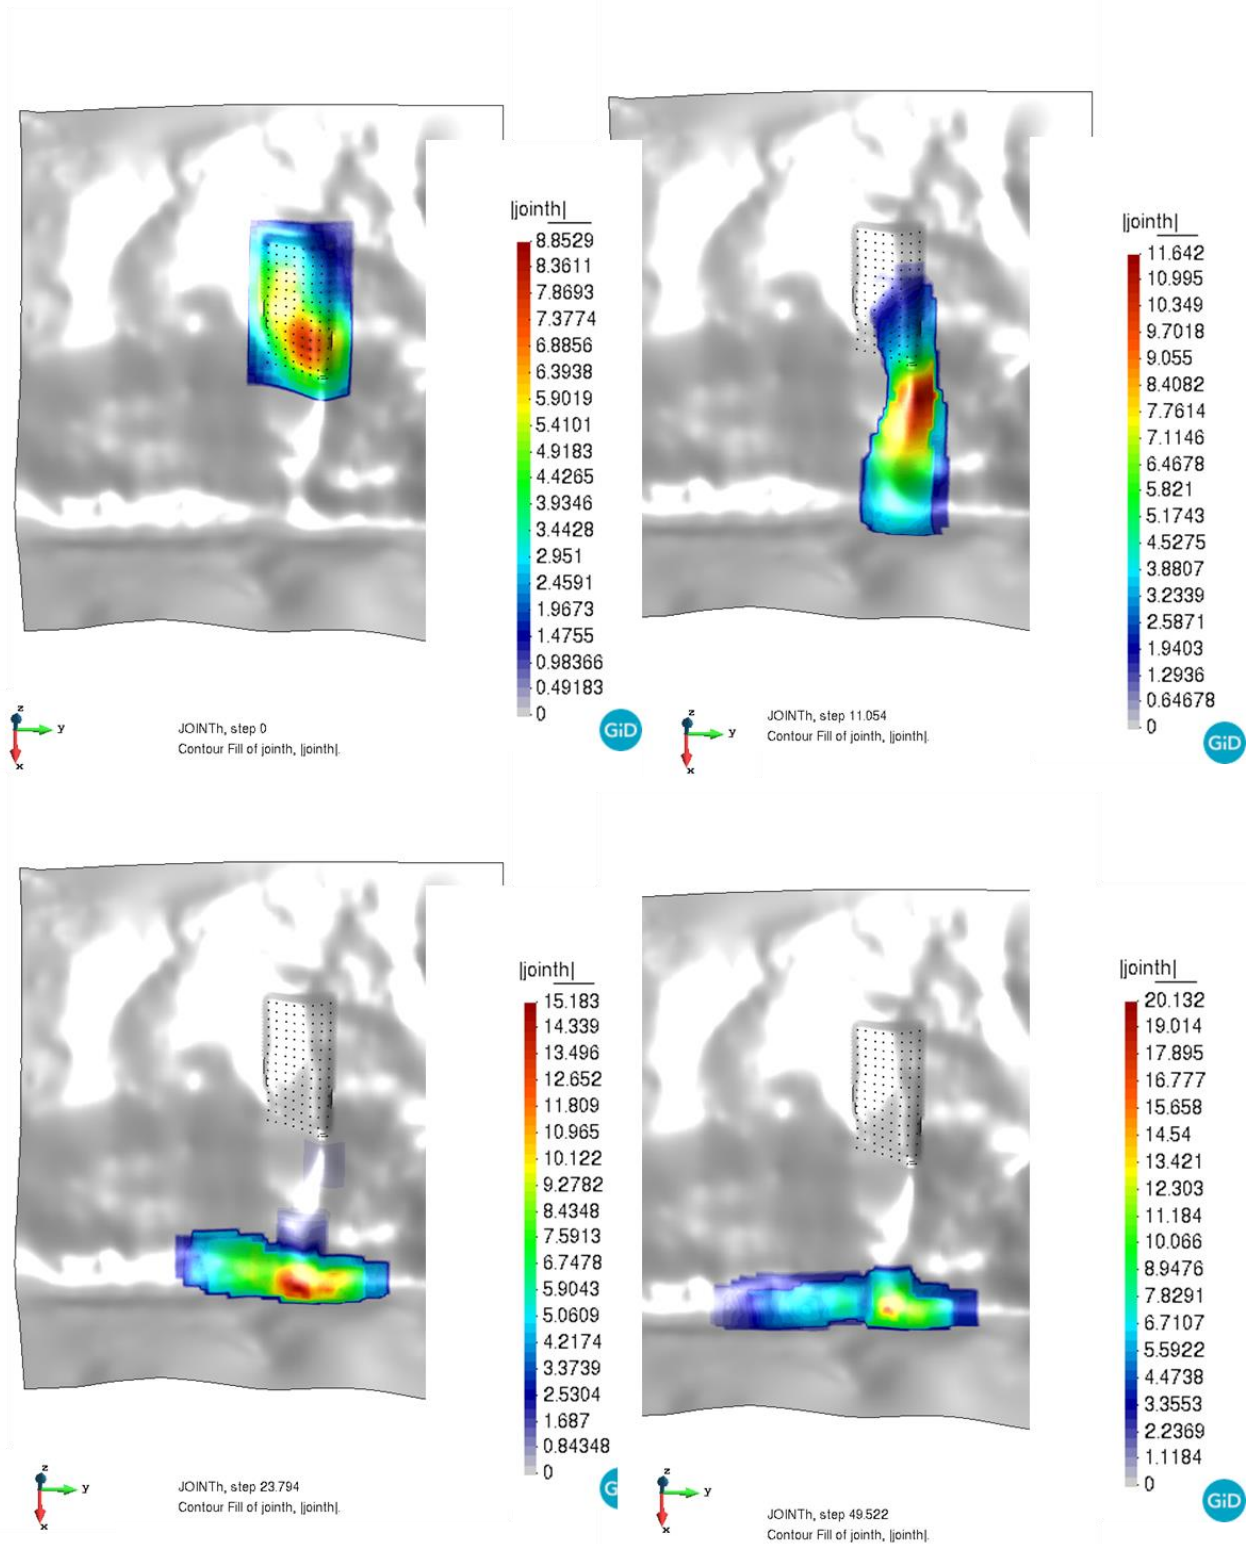 |jointh|
8.8529
8.3611
7.8693
7.3774
6.8856
6.3938
5.9019
5.4101
4.9183
4.4265
3.9346
3.4428
2.951
2.4591
1.9673
1.4755
0.98366
0.49183
0
z
y
x
JOINTh, step 0
Contour Fill of jointh, |jointh|.
GiD
|jointh|
11.642
10.995
10.349
9.7018
9.055
8.4082
7.7614
7.1146
6.4678
5.821
5.1743
4.5275
3.8807
3.2339
2.5871
1.9403
1.2936
0.64678
0
z
y
x
JOINTh, step 11.054
Contour Fill of jointh, |jointh|.
GiD
|jointh|
15.183
14.339
13.496
12.652
11.809
10.965
10.122
9.2782
8.4348
7.5913
6.7478
5.9043
5.0609
4.2174
3.3739
2.5304
1.687
0.84348
0
z
y
x
JOINTh, step 23.794
Contour Fill of jointh, |jointh|.
G
|jointh|
20.132
19.014
17.895
16.777
15.658
14.54
13.421
12.303
11.184
10.066
8.9476
7.8291
6.7107
5.5922
4.4738
3.3553
2.2369
1.1184
0
z
y
x
JOINTh, step 49.522
Contour Fill of jointh, |jointh|.
GiD